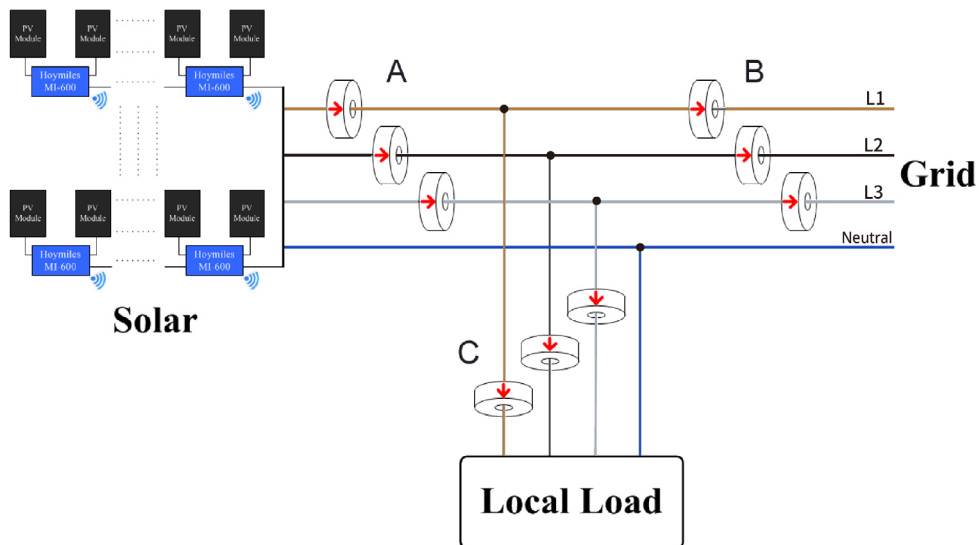 PV
Module
PV
Module
PV
Module
PV
Module
Hoymiles
MI-600
Hoymiles
MI-600
A
B
L1
L2
L3
Grid
Neutral
PV
Module
PV
Module
PV
Module
PV
Module
Hoymiles
MI-600
Hoymiles
MI-600
Solar
C
Local Load